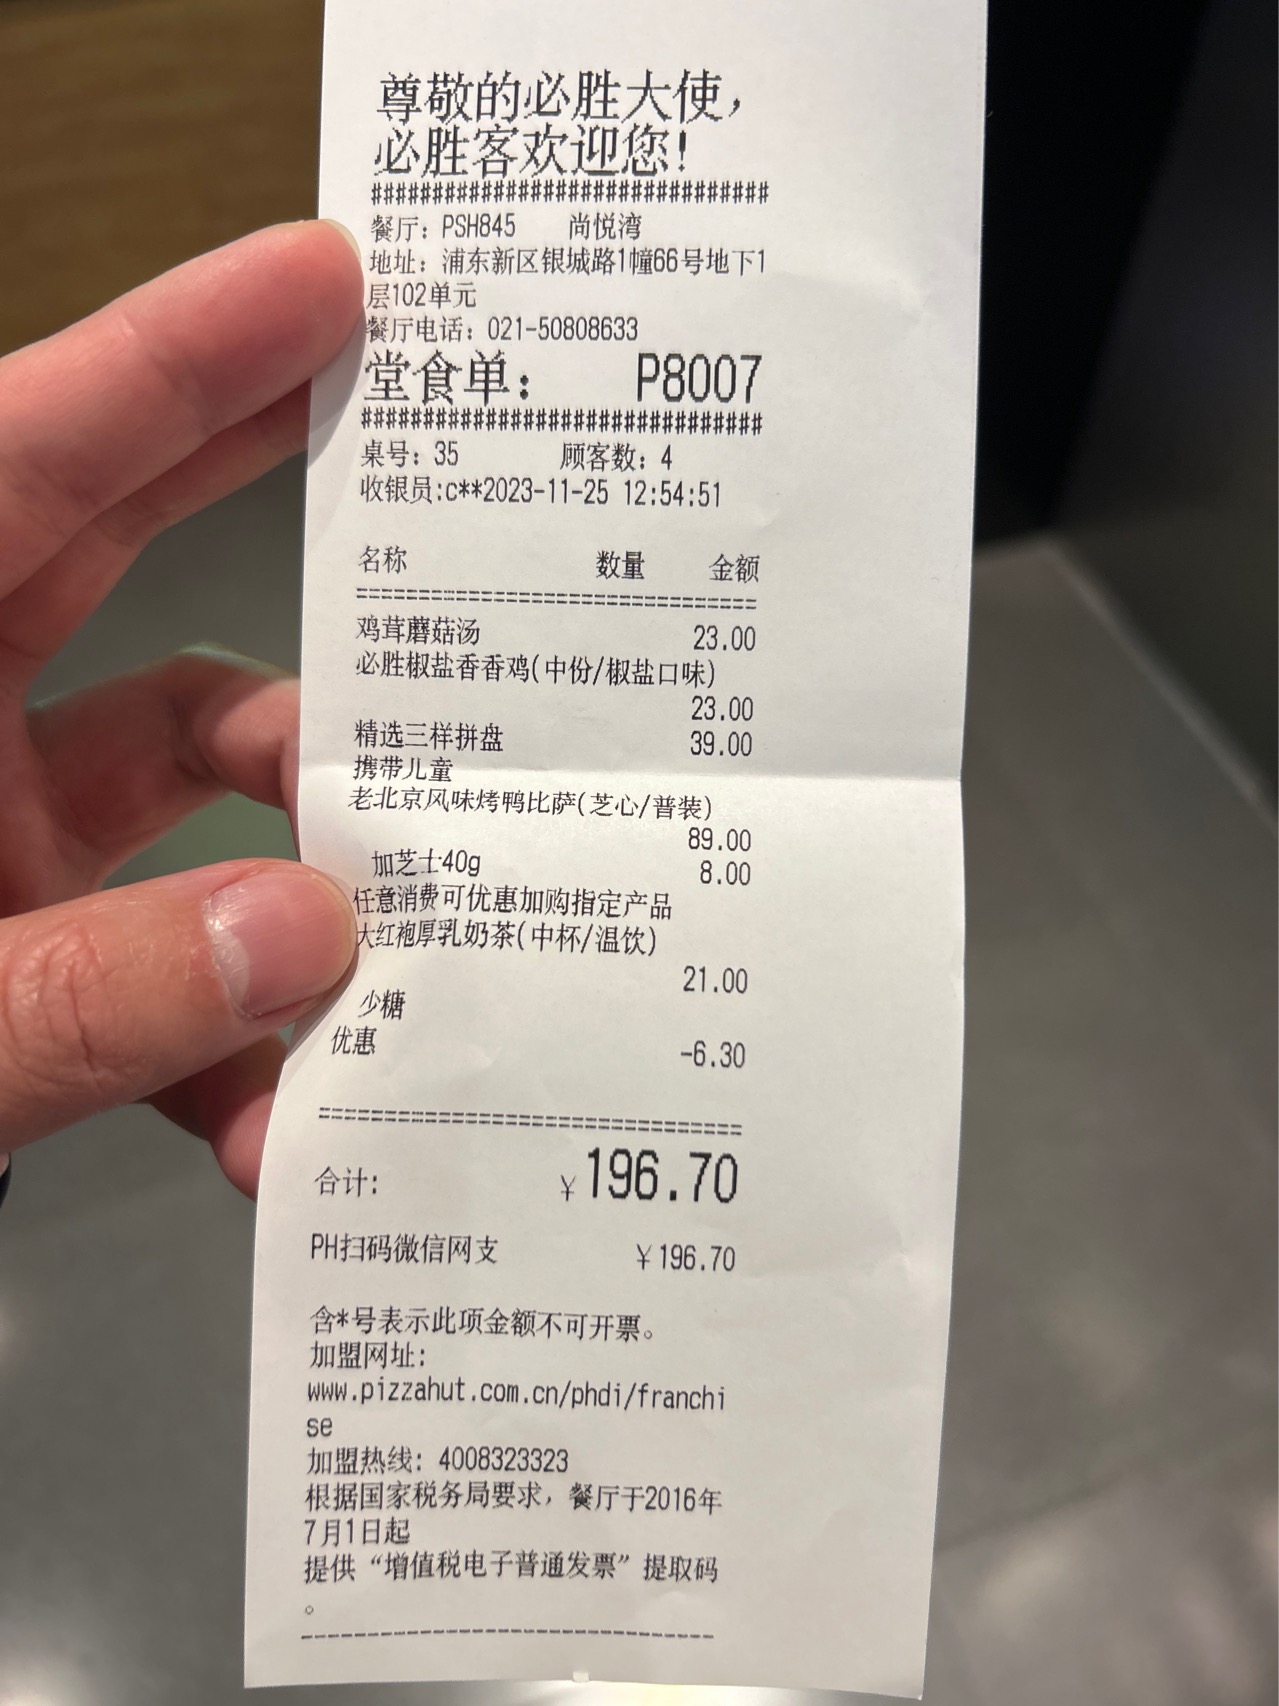 尊敬的必胜大使，
必胜客欢迎您！
################################
餐厅：PSH845 尚悦湾
地址：浦东新区银城路1幢66号地下1
层102单元
餐厅电话：021-50808633
堂食单： P8007
################################
桌号：35 顾客数：4
收银员:c**2023-11-25 12:54:51
名称 数量 金额
=================================
鸡茸蘑菇汤 23.00
必胜椒盐香香鸡(中份/椒盐口味)
23.00
精选三样拼盘 39.00
携带儿童
老北京风味烤鸭比萨(芝心/普装)
89.00
加芝士40g 8.00
任意消费可优惠加购指定产品
大红袍厚乳奶茶(中杯/温饮)
21.00
少糖
优惠 -6.30
=================================
合计: ￥196.70
PH扫码微信网支 ￥196.70
含*号表示此项金额不可开票。
加盟网址:
www.pizzahut.com.cn/phdi/franchi
se
加盟热线: 4008323323
根据国家税务局要求，餐厅于2016年
7月1日起
提供“增值税电子普通发票”提取码
。
---------------------------------